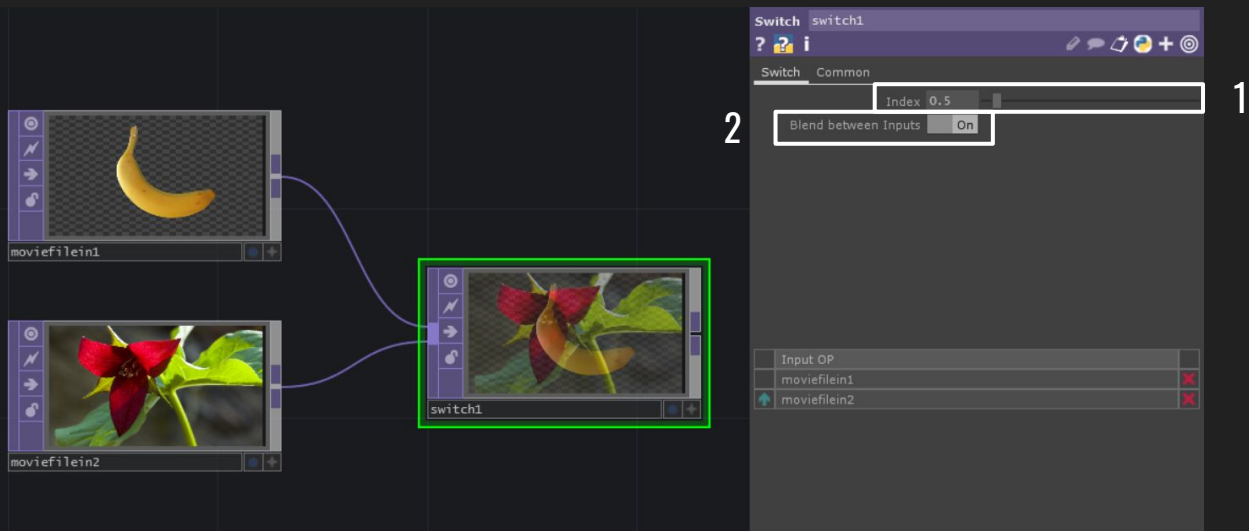 Switch switch1
? ? i
Switch Common
Index 0.5
1
2
Blend between Inputs On
moviefilein1
moviefilein2
switch1
Input OP
moviefilein1
moviefilein2